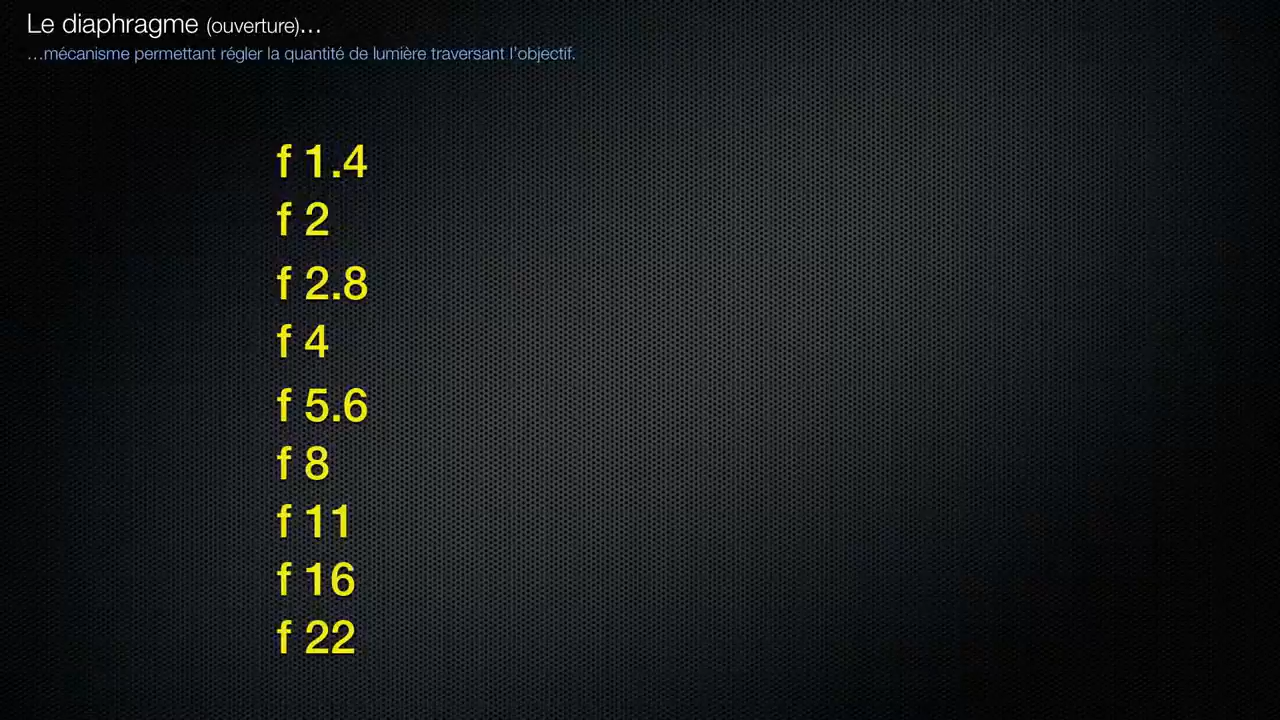 Le diaphragme (ouverture)...
...mécanisme permettant régler la quantité de lumière traversant l'objectif.
f 1.4
f 2
f 2.8
f 4
f 5.6
f 8
f 11
f 16
f 22